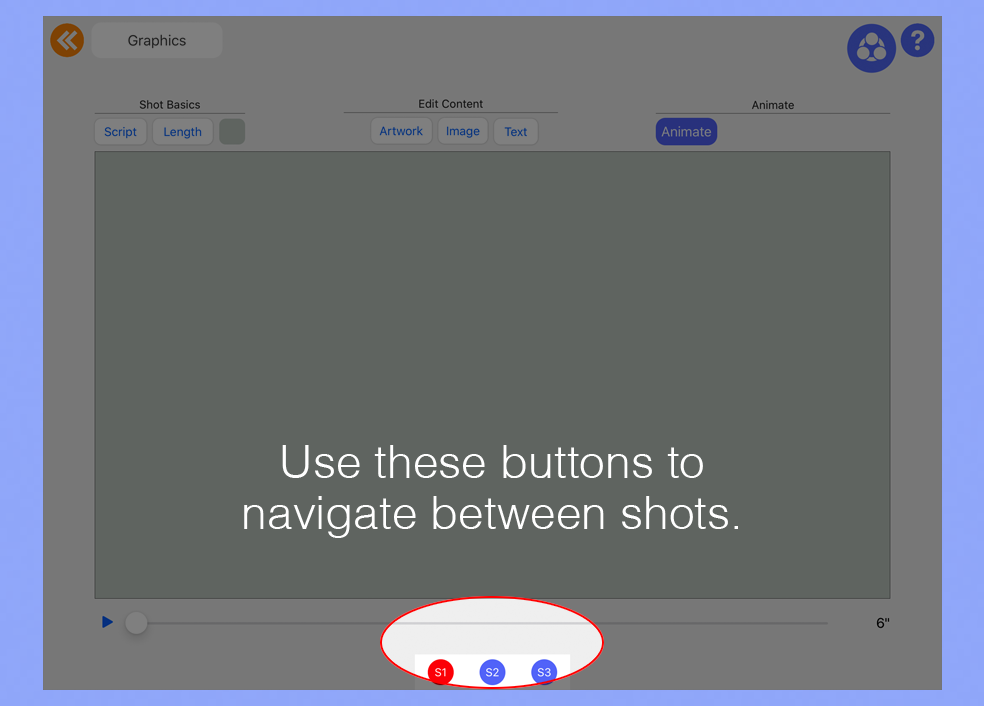 Graphics
?
Shot Basics
Edit Content
Animate
Script
Length
Artwork
Image
Text
Animate
Use these buttons to
navigate between shots.
6"
S1
S2
S3